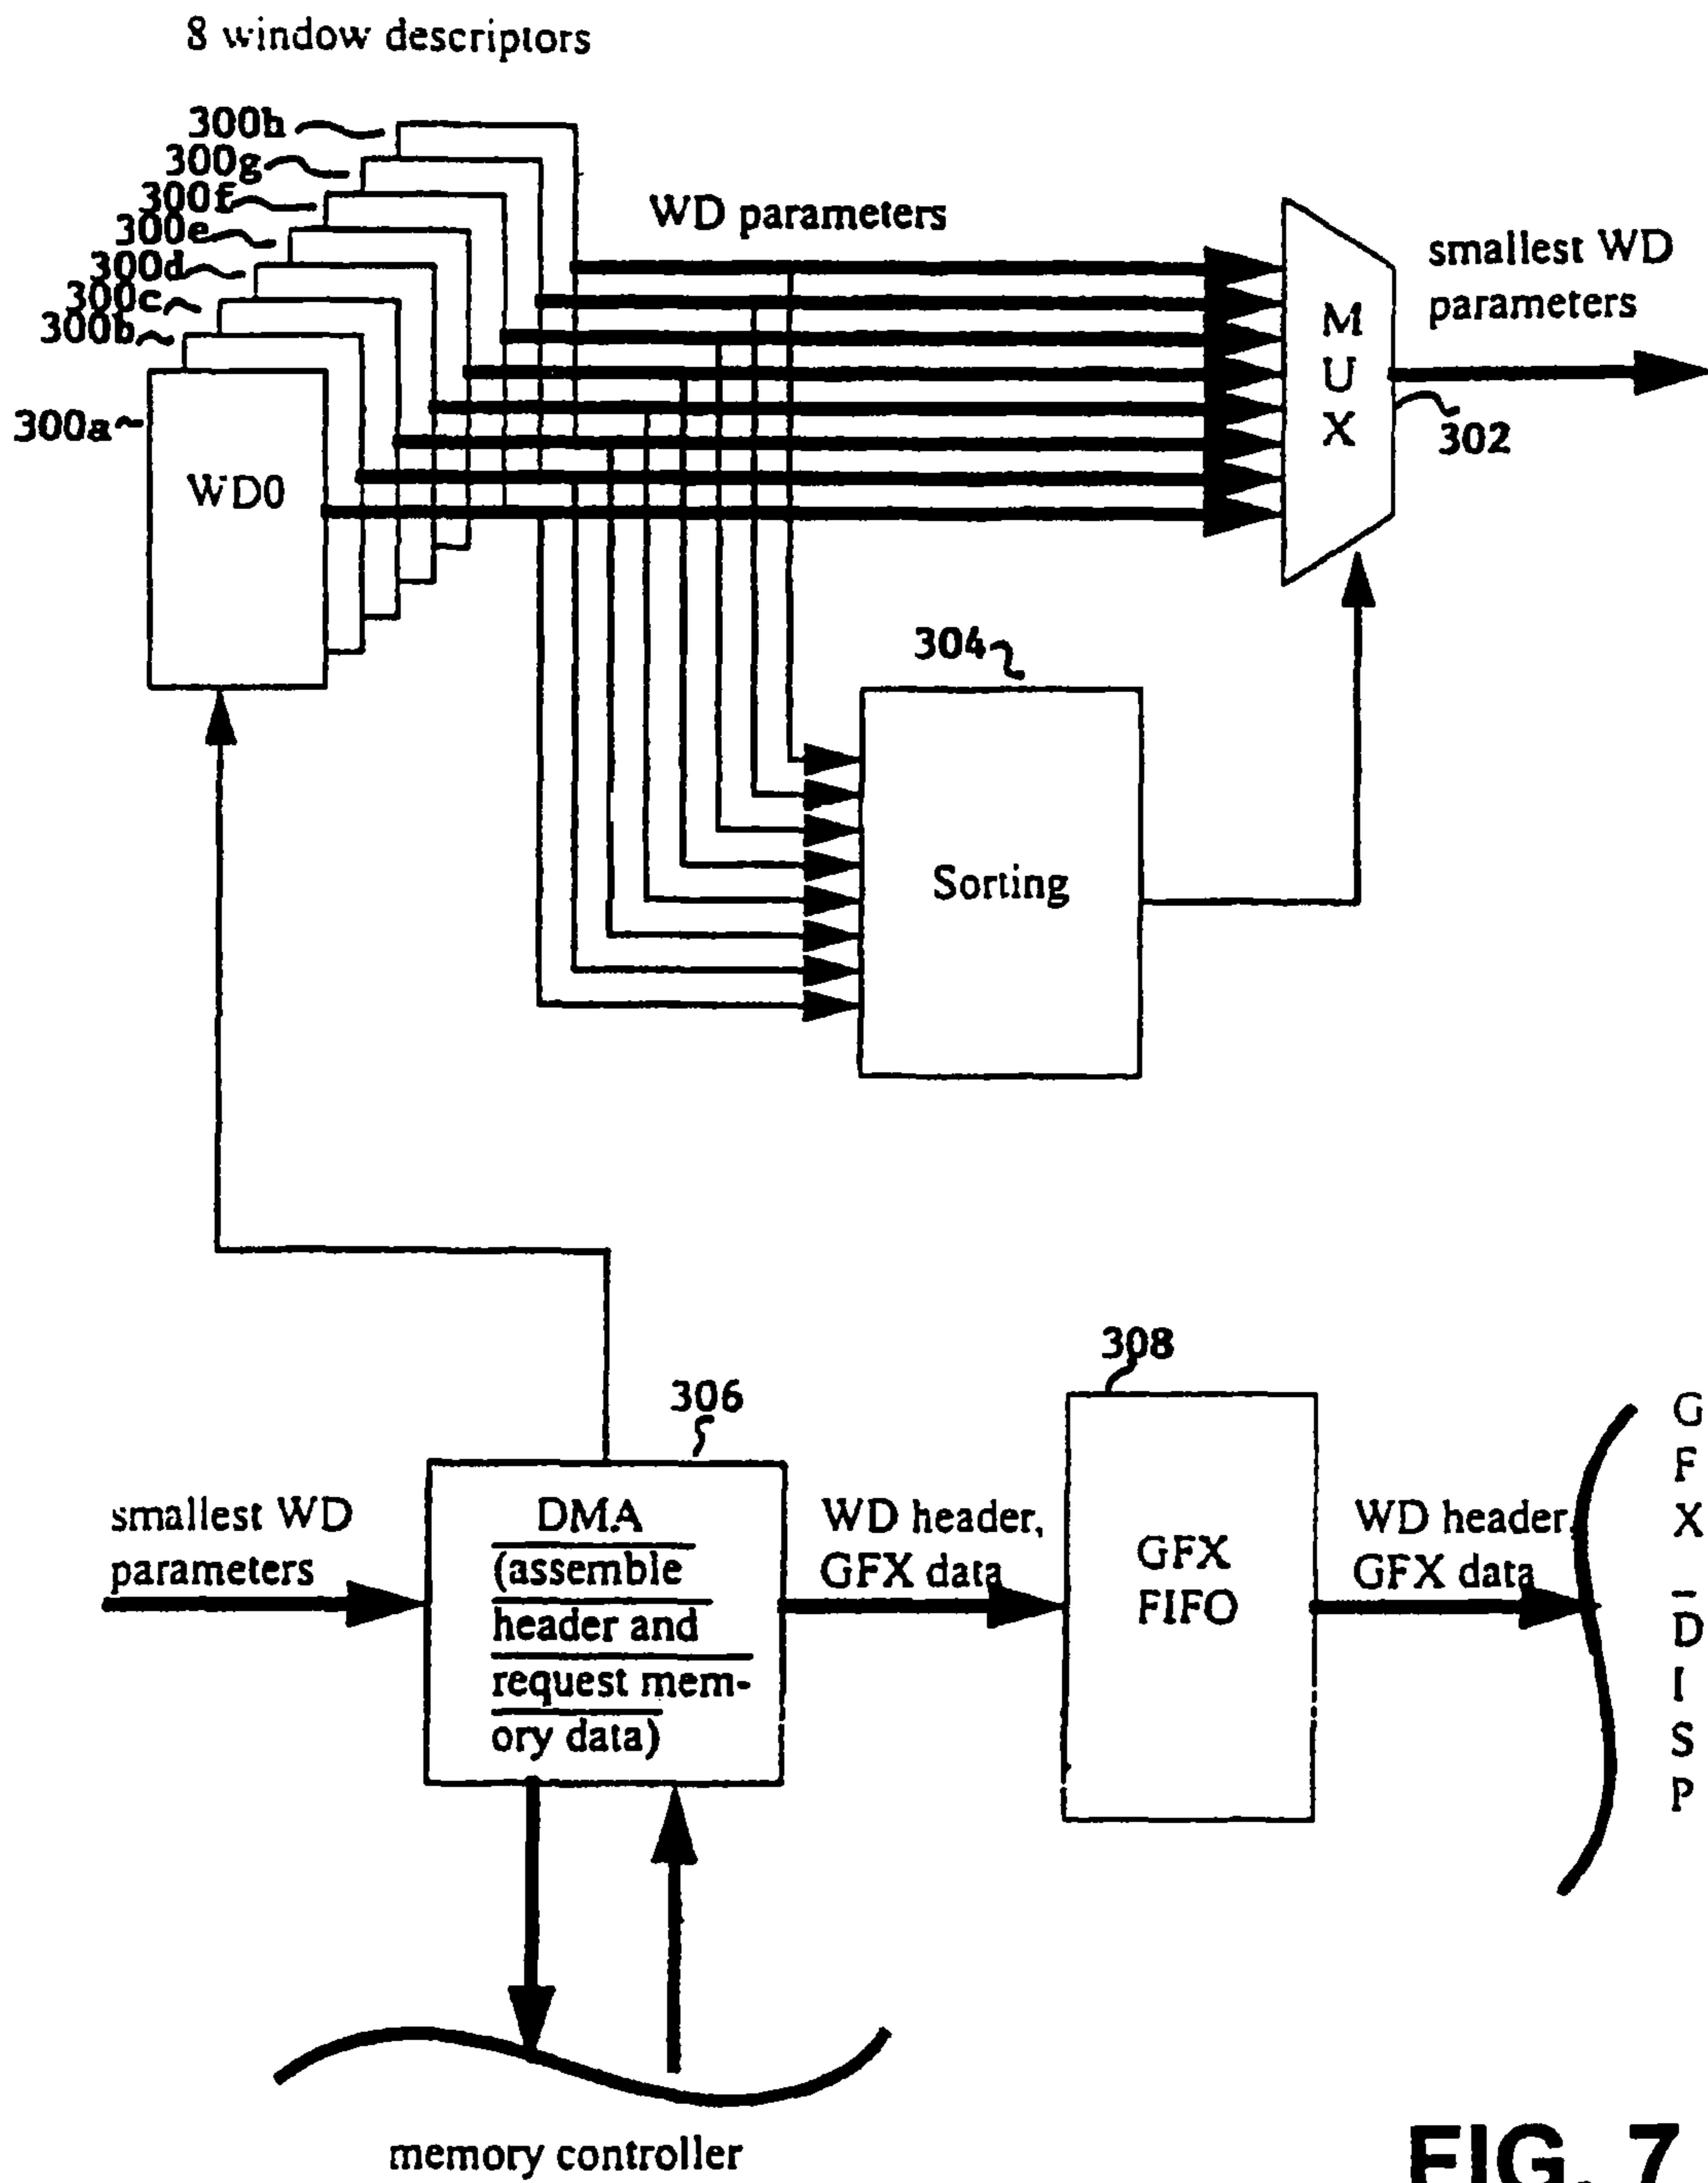 8 window descriptors
300h
300g
300f
300e
300d
300c
300b
300a
WD0
WD parameters
M
U
X
smallest WD
parameters
302
304
Sorting
306
308
smallest WD
parameters
DMA
(assemble
header and
request mem-
ory data)
WD header,
GFX data
GFX
FIFO
WD header,
GFX data
G
F
X
_
D
I
S
P
memory controller
FIG. 7